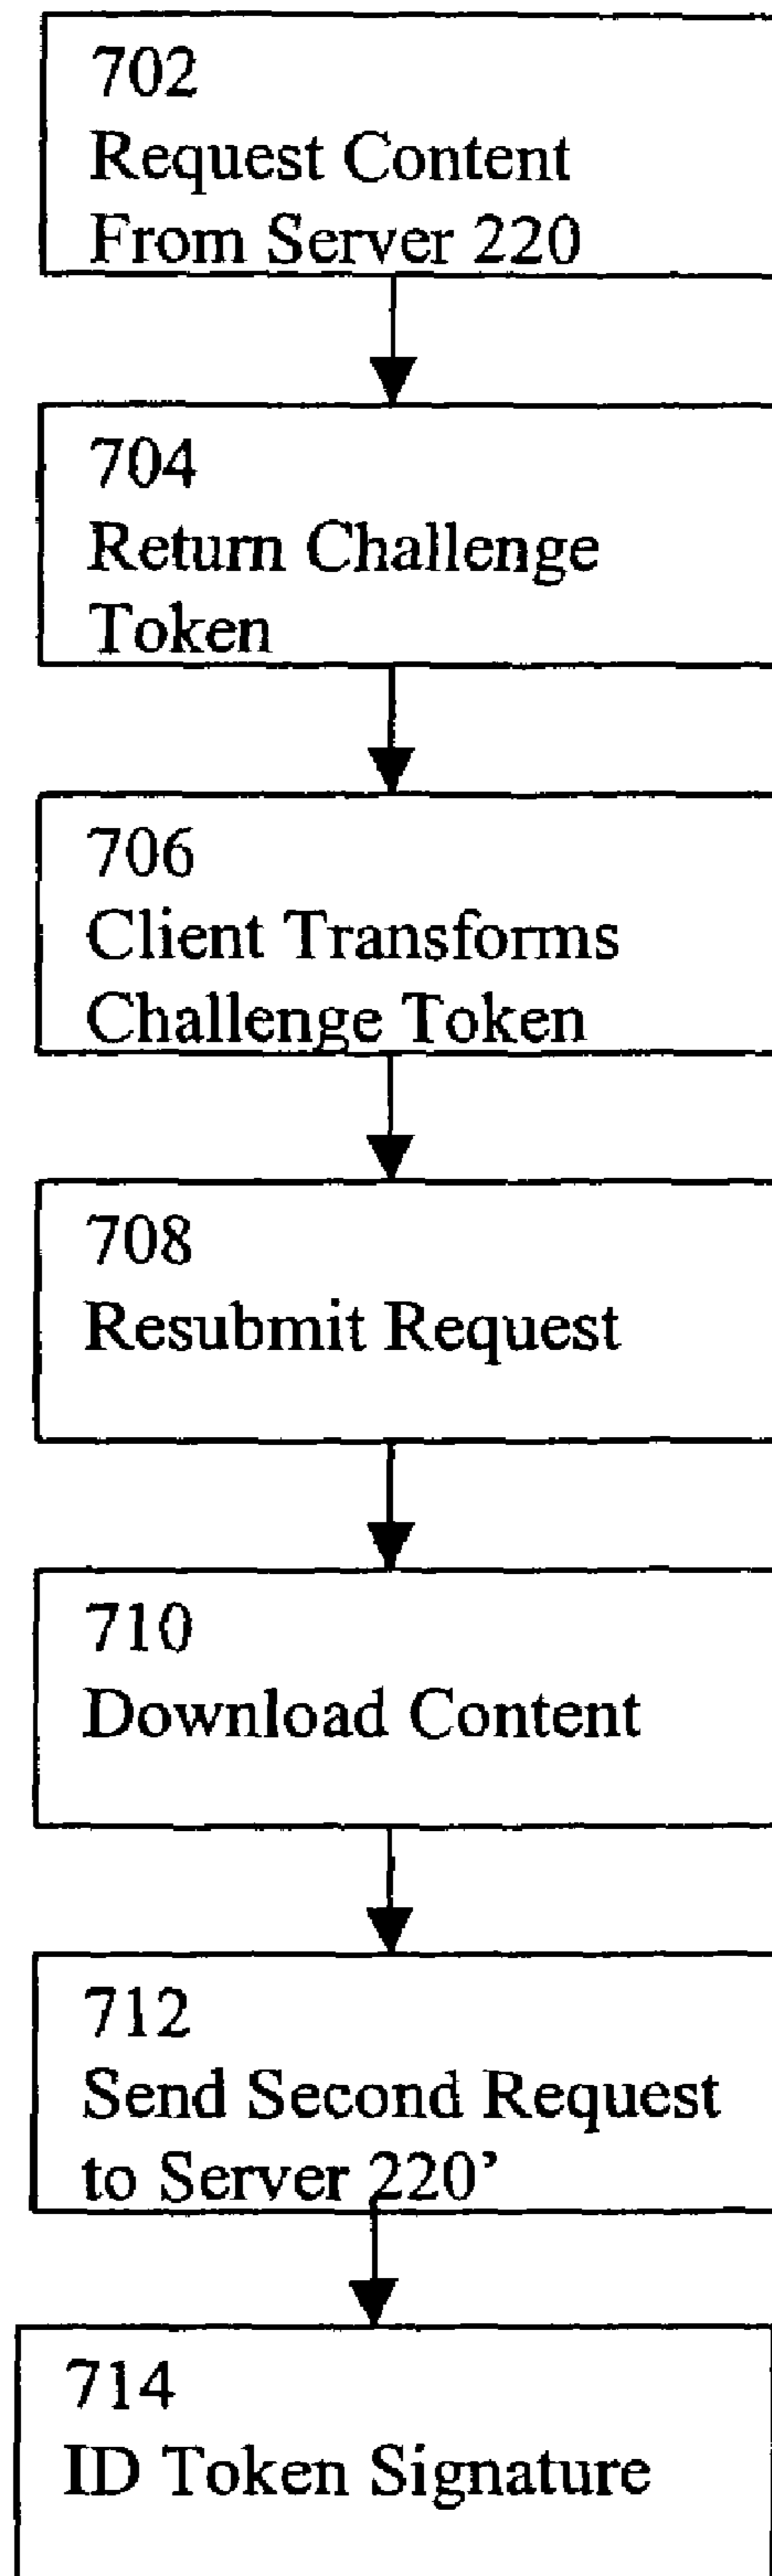 702
Request Content
From Server 220
704
Return Challenge
Token
706
Client Transforms
Challenge Token
708
Resubmit Request
710
Download Content
712
Send Second Request
to Server 220’
714
ID Token Signature